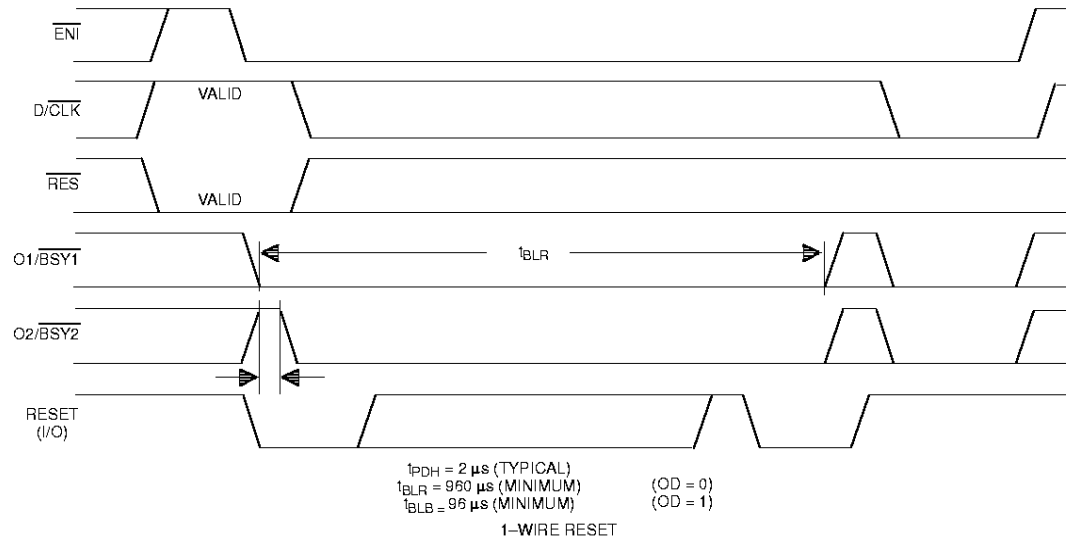 ENI
D/CLK
VALID
RES
VALID
O1/BSY1
tBLR
O2/BSY2
RESET
(I/O)
tPDH = 2 µs (TYPICAL)
tBLR = 960 µs (MINIMUM) (OD = 0)
tBLB = 96 µs (MINIMUM) (OD = 1)
1–WIRE RESET